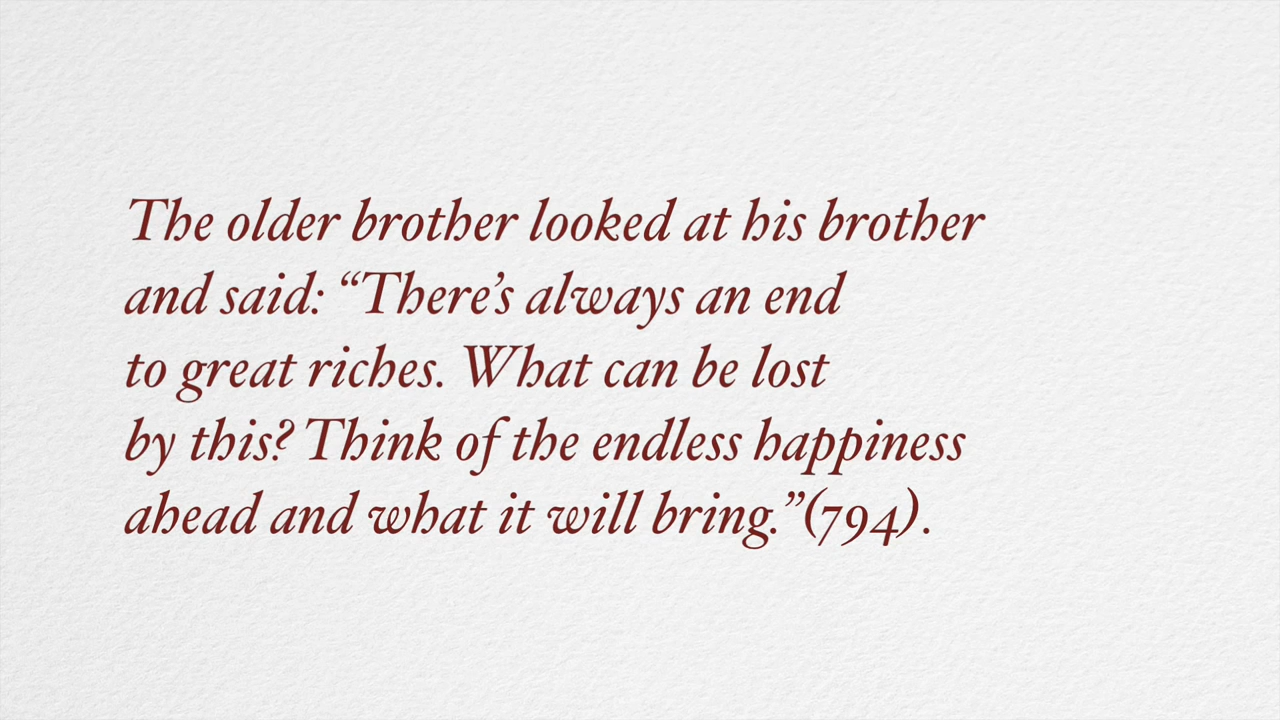 The older brother looked at his brother
and said: “There’s always an end
to great riches. What can be lost
by this? Think of the endless happiness
ahead and what it will bring.”(794).